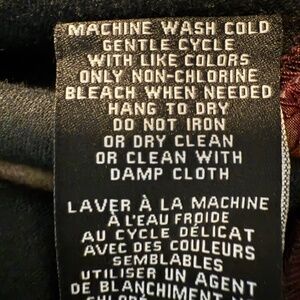 MACHINE WASH COLD
GENTLE CYCLE
WITH LIKE COLORS
ONLY NON-CHLORINE
BLEACH WHEN NEEDED
HANG TO DRY
DO NOT IRON
OR DRY CLEAN
OR CLEAN WITH
DAMP CLOTH
LAVER À LA MACHINE
À L'EAU FROIDE
AU CYCLE DÉLICAT
AVEC DES COULEURS
SEMBLABLES
UTILISER UN AGENT
DE BLANCHIMENT